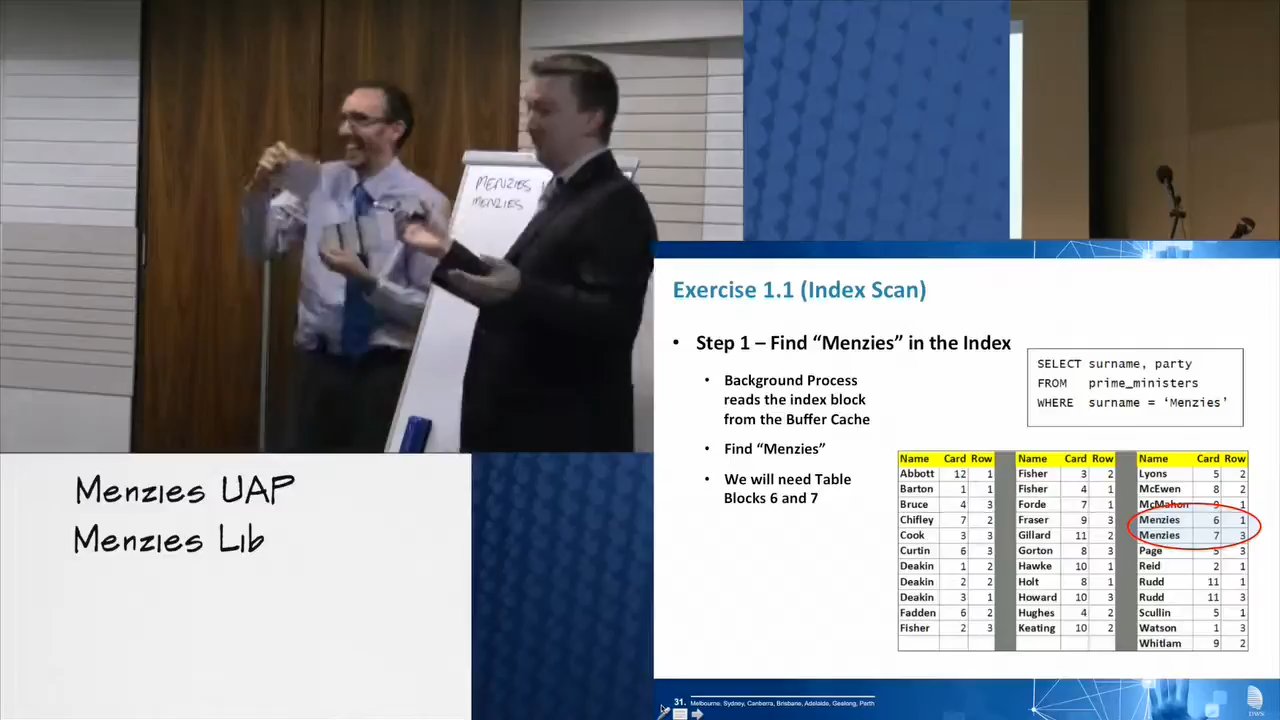 MENZIES
MENZIES
Menzies UAP
Menzies Lib
Exercise 1.1 (Index Scan)
• Step 1 – Find “Menzies” in the Index
• Background Process
reads the index block
from the Buffer Cache
• Find “Menzies”
• We will need Table
Blocks 6 and 7
SELECT surname, party
FROM prime_ministers
WHERE surname = ‘Menzies’
Name Card Row Name Card Row Name Card Row
Abbott 12 1 Fisher 3 2 Lyons 5 2
Barton 1 1 Fisher 4 1 McEwen 8 2
Bruce 4 3 Forde 7 1 McMahon 9 1
Chifley 7 2 Fraser 9 3 Menzies 6 1
Cook 3 3 Gillard 11 2 Menzies 7 3
Curtin 6 3 Gorton 8 3 Page 5 3
Deakin 1 2 Hawke 10 1 Reid 2 1
Deakin 2 2 Holt 8 1 Rudd 11 1
Deakin 3 1 Howard 10 3 Rudd 11 3
Fadden 6 2 Hughes 4 2 Scullin 5 1
Fisher 2 3 Keating 10 2 Watson 1 3
Whitlam 9 2
31. Melbourne, Sydney, Canberra, Brisbane, Adelaide, Geelong, Perth
DWS